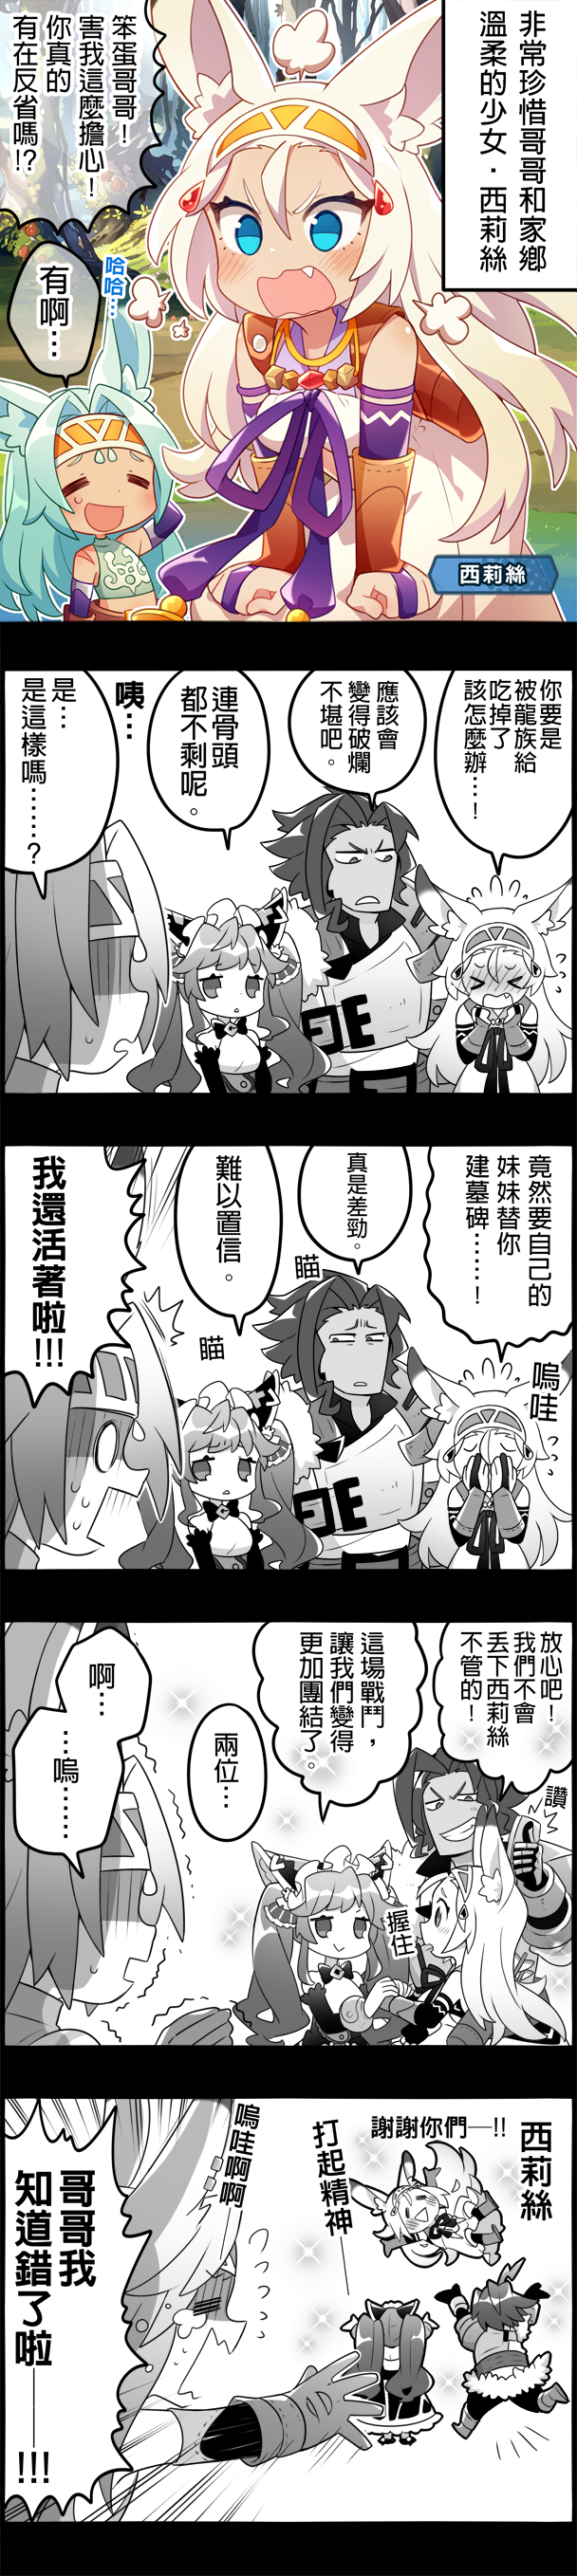 非常珍惜哥哥和家鄉
溫柔的少女．西莉絲
笨蛋哥哥！
害我這麼擔心！
你真的
有在反省嗎!?
哈哈…
有啊…
西莉絲
你要是
被龍族給
吃掉了
該怎麼辦…！
應該會
變得破爛
不堪吧。
連骨頭
都不剩呢。
咦…
是…
是這樣嗎……？
竟然要自己的
妹妹替你
建墓碑……！
嗚哇
真是差勁。
瞄
難以置信。
瞄
我還活著啦!!!
放心吧！
我們不會
丟下西莉絲
不管的！
讚
這場戰鬥，
讓我們變得
更加團結了。
握住
兩位…
啊…
…嗚……
西莉絲
謝謝你們─!!
打起精神─
嗚哇啊啊─
哥哥我
知道錯了啦──!!!